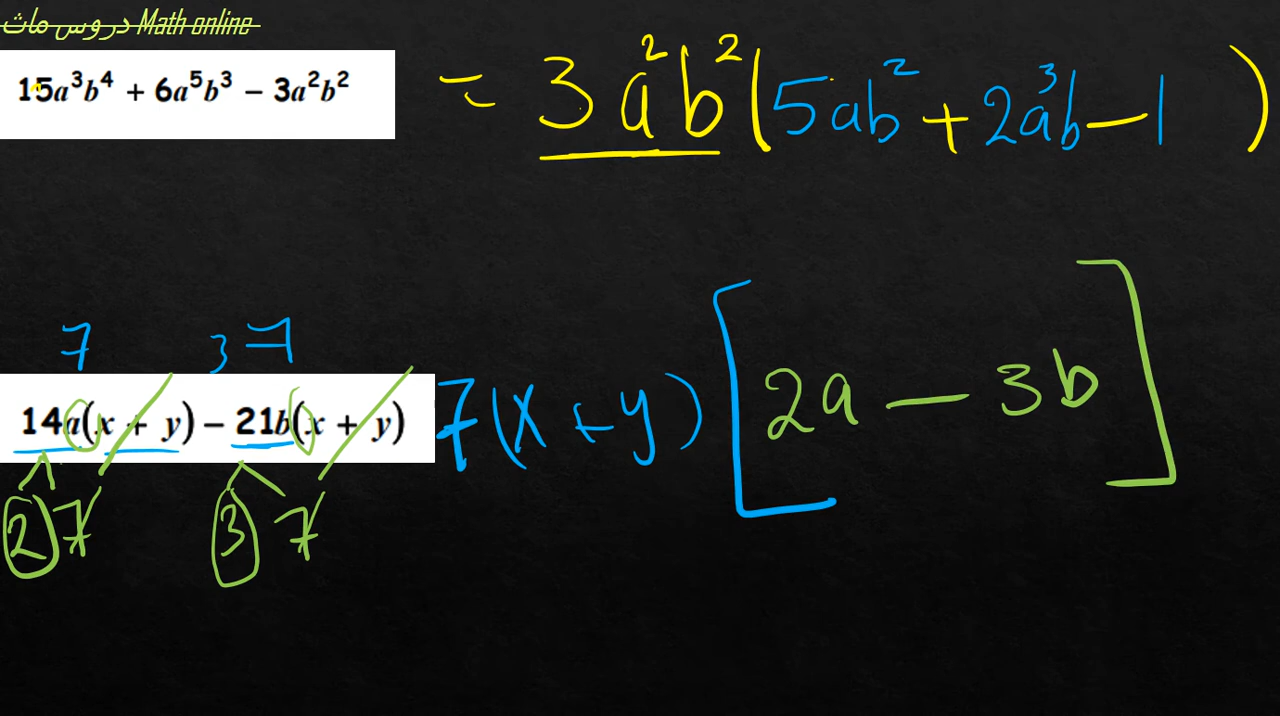 دروس ماث Math online
15a³b⁴ + 6a⁵b³ − 3a²b² = 3a²b²(5ab² + 2a³b − 1)
7 3 7
14a(x + y) − 21b(x + y) 7(x + y)[2a − 3b]
2 7 3 7